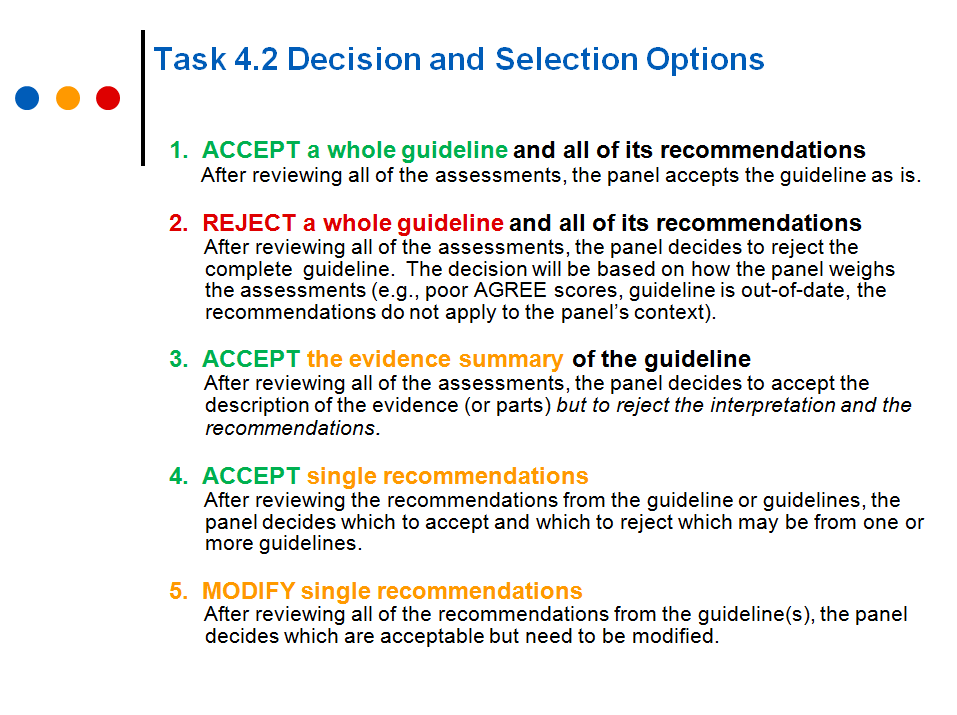 Task 4.2 Decision and Selection Options
1. ACCEPT a whole guideline and all of its recommendations
After reviewing all of the assessments, the panel accepts the guideline as is.
2. REJECT a whole guideline and all of its recommendations
After reviewing all of the assessments, the panel decides to reject the
complete guideline. The decision will be based on how the panel weighs
the assessments (e.g., poor AGREE scores, guideline is out-of-date, the
recommendations do not apply to the panel's context).
3. ACCEPT the evidence summary of the guideline
After reviewing all of the assessments, the panel decides to accept the
description of the evidence (or parts) but to reject the interpretation and the
recommendations.
4. ACCEPT single recommendations
After reviewing the recommendations from the guideline or guidelines, the
panel decides which to accept and which to reject which may be from one or
more guidelines.
5. MODIFY single recommendations
After reviewing all of the recommendations from the guideline(s), the panel
decides which are acceptable but need to be modified.